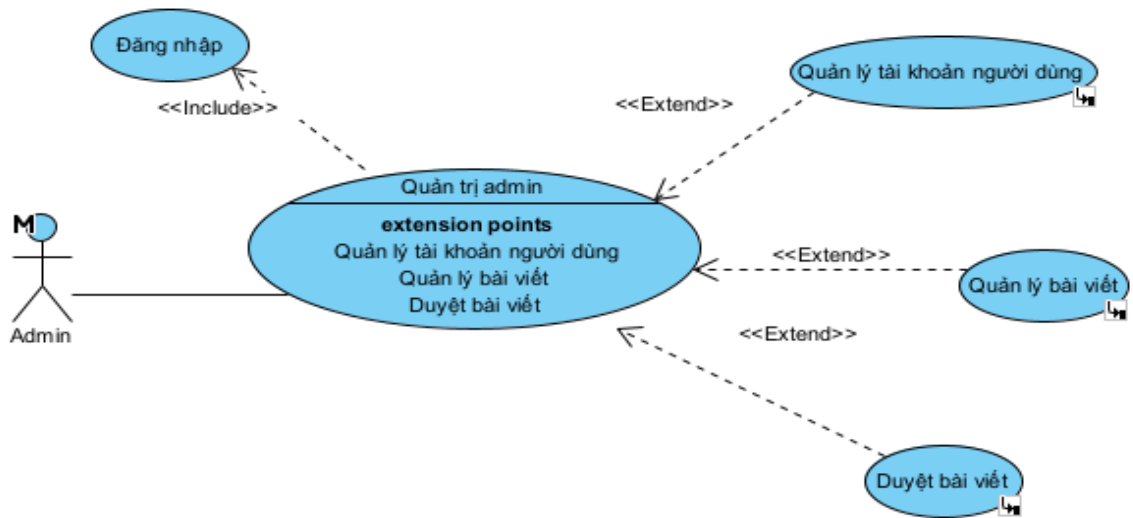 Đăng nhập
<<Include>>
Quản lý tài khoản người dùng
<<Extend>>
Quản trị admin
extension points
Quản lý tài khoản người dùng
Quản lý bài viết
Duyệt bài viết
M
Admin
<<Extend>>
Quản lý bài viết
<<Extend>>
Duyệt bài viết